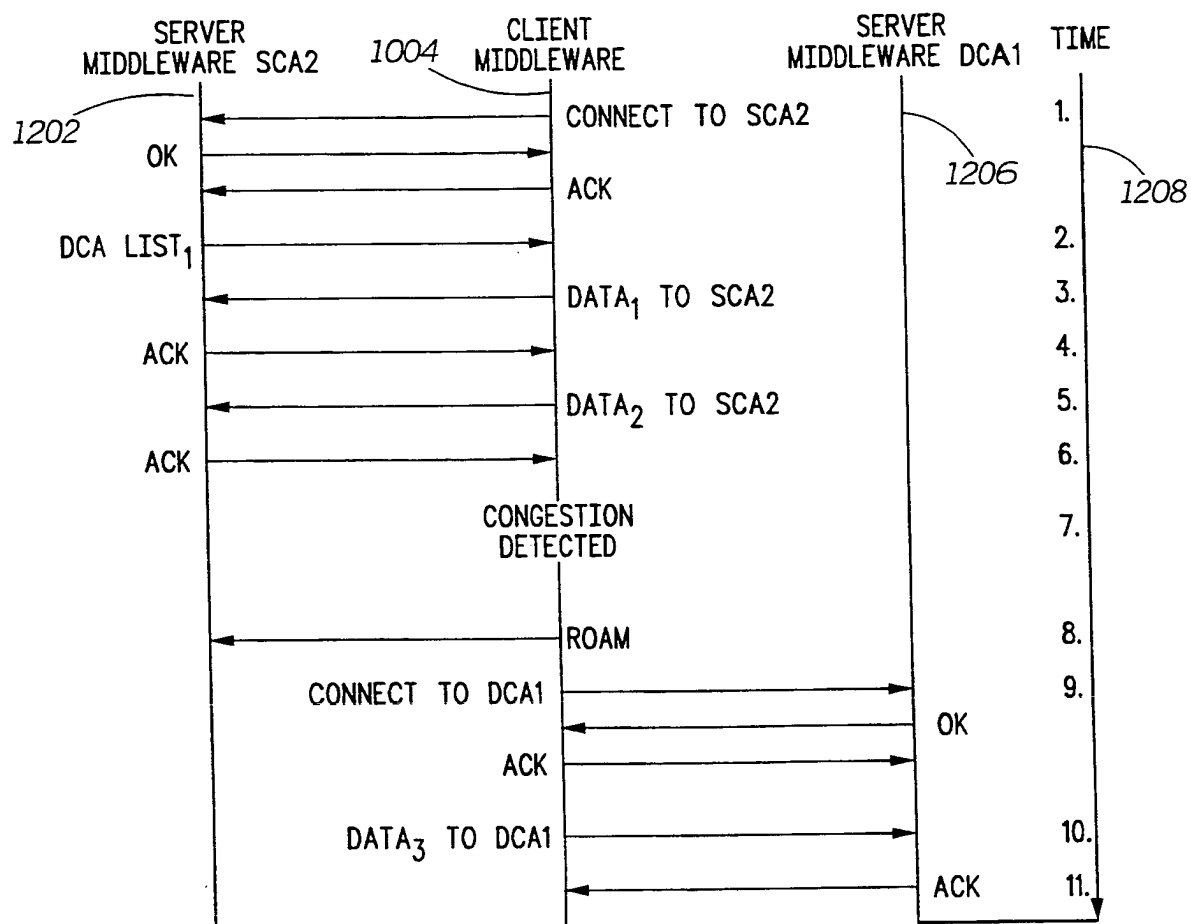 SERVER
MIDDLEWARE SCA2
CLIENT
MIDDLEWARE
SERVER
MIDDLEWARE DCA1
TIME
1202
1004
1206
1208
CONNECT TO SCA2
1.
OK
ACK
DCA LIST1
2.
DATA1 TO SCA2
3.
ACK
4.
DATA2 TO SCA2
5.
ACK
6.
CONGESTION
DETECTED
7.
ROAM
8.
CONNECT TO DCA1
9.
OK
ACK
DATA3 TO DCA1
10.
ACK
11.